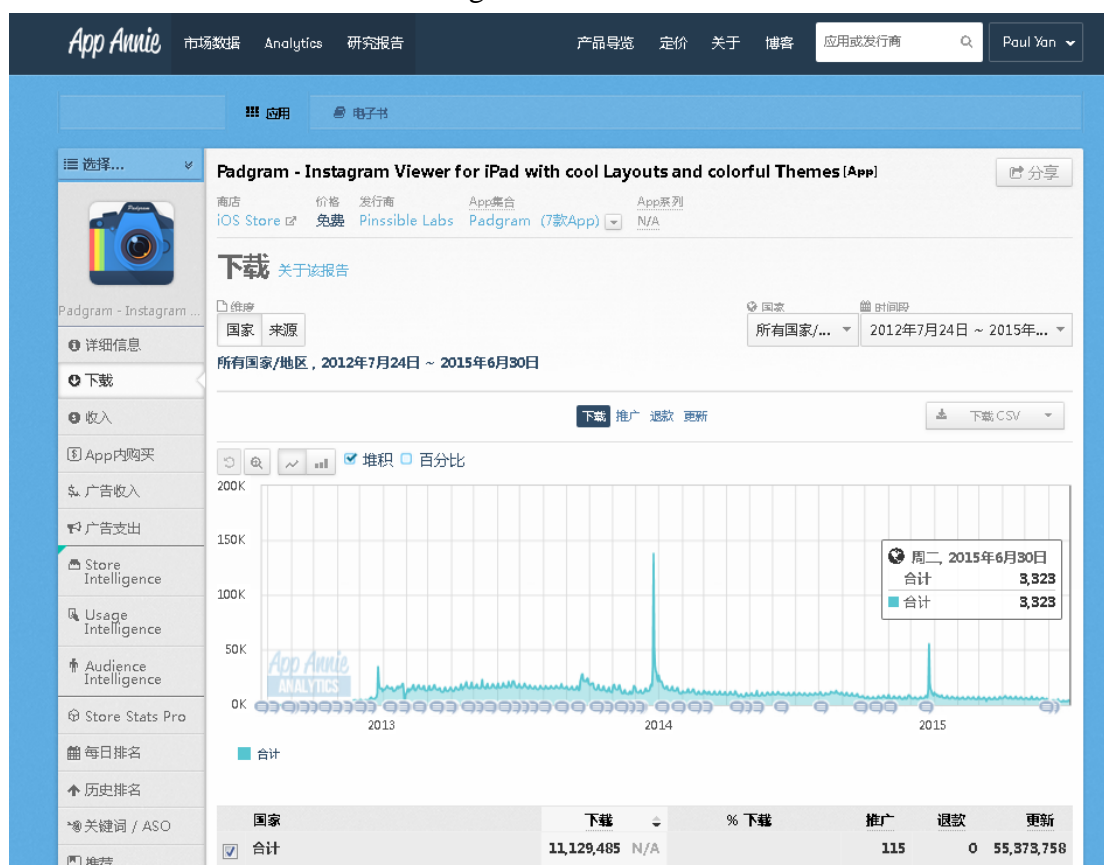 App Annie 市场数据 Analytics 研究报告 产品导览 定价 关于 博客 应用或发行商 Paul Yan
应用 电子书
选择...
Padgram - Instagram Viewer for iPad with cool Layouts and colorful Themes [App] 分享
商店 价格 发行商 App集合 App系列
iOS Store 免费 Pinssible Labs Padgram (7款App) N/A
下载 关于该报告
Padgram - Instagram ...
维度 国家 时间段
国家 来源 所有国家/... 2012年7月24日 ~ 2015年...
所有国家/地区 , 2012年7月24日 ~ 2015年6月30日
详细信息
下载
收入
App内购买
广告收入
广告支出
Store
Intelligence
Usage
Intelligence
Audience
Intelligence
Store Stats Pro
每日排名
历史排名
关键词 / ASO
推荐
下载 推广 退款 更新 下载 CSV
堆积 百分比
200K
150K
100K
50K
0K
周二, 2015年6月30日
合计 3,323
合计 3,323
App Annie
ANALYTICS
2013 2014 2015
合计
国家 下载 % 下载 推广 退款 更新
合计 11,129,485 N/A 115 0 55,373,758